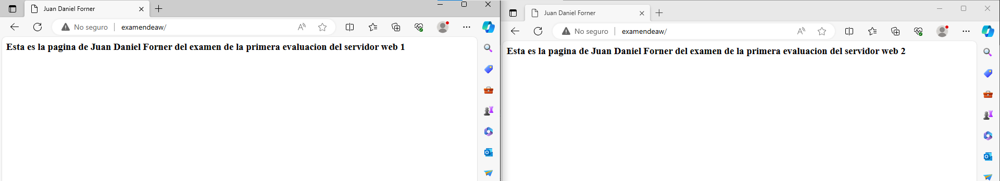 Juan Daniel Forner
No seguro examendeaw/
Esta es la pagina de Juan Daniel Forner del examen de la primera evaluacion del servidor web 1
Juan Daniel Forner
No seguro examendeaw/
Esta es la pagina de Juan Daniel Forner del examen de la primera evaluacion del servidor web 2